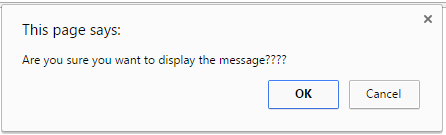 This page says:
Are you sure you want to display the message????
OK
Cancel